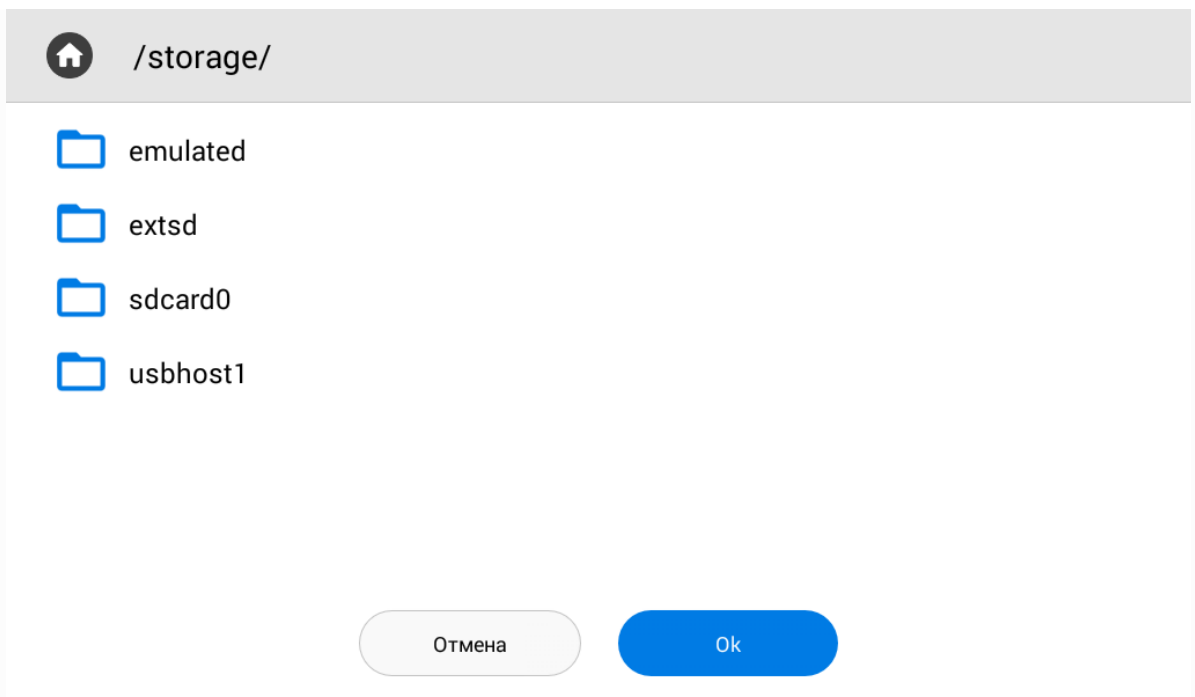 /storage/
emulated
extsd
sdcard0
usbhost1
Отмена
Ok